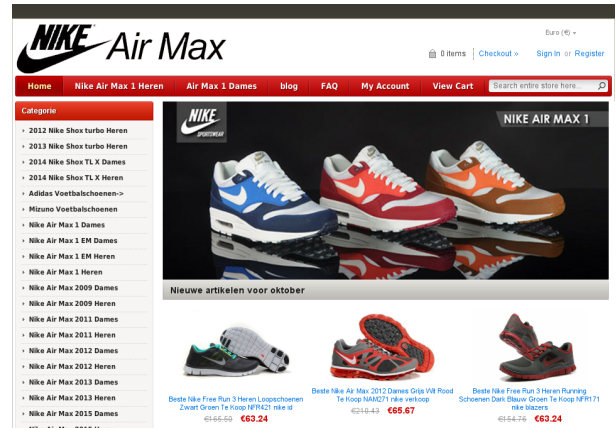 NIKE Air Max
Euro (€)
0 items Checkout » Sign In or Register
Home Nike Air Max 1 Heren Air Max 1 Dames blog FAQ My Account View Cart Search entire store here...
Categorie
2012 Nike Shox turbo Heren
2013 Nike Shox turbo Heren
2014 Nike Shox TL X Dames
2014 Nike Shox TL X Heren
Adidas Voetbalschoenen->
Mizuno Voetbalschoenen
Nike Air Max 1 Dames
Nike Air Max 1 EM Dames
Nike Air Max 1 EM Heren
Nike Air Max 1 Heren
Nike Air Max 2009 Dames
Nike Air Max 2009 Heren
Nike Air Max 2011 Dames
Nike Air Max 2011 Heren
Nike Air Max 2012 Dames
Nike Air Max 2012 Heren
Nike Air Max 2013 Dames
Nike Air Max 2013 Heren
Nike Air Max 2015 Dames
NIKE
SPORTSWEAR
NIKE AIR MAX 1
Nieuwe artikelen voor oktober
Beste Nike Free Run 3 Heren Loopschoenen
Zwart Groen Te Koop NFR421 nike id
€165.50 €63.24
Beste Nike Air Max 2012 Dames Grijs Wit Rood
Te Koop NAM271 nike verkoop
€218.43 €65.67
Beste Nike Free Run 3 Heren Running
Schoenen Dark Blauw Groen Te Koop NFR171
nike blazers
€154.75 €63.24